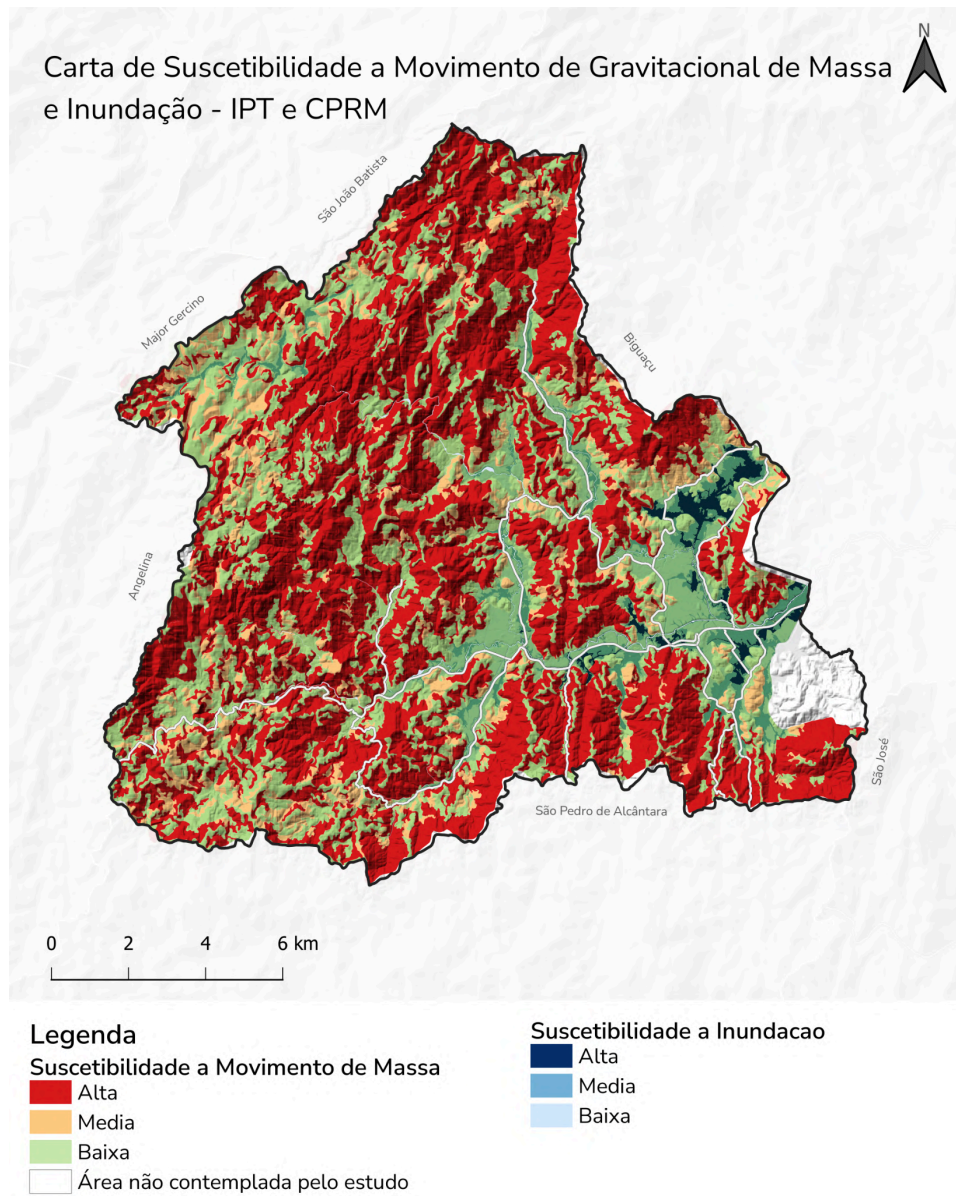 N
Carta de Suscetibilidade a Movimento de Gravitacional de Massa
e Inundação - IPT e CPRM
São João Batista
Major Gercino
Biguaçu
Angelina
São José
São Pedro de Alcântara
0 2 4 6 km
Legenda
Suscetibilidade a Movimento de Massa
Alta
Media
Baixa
Área não contemplada pelo estudo
Suscetibilidade a Inundacao
Alta
Media
Baixa